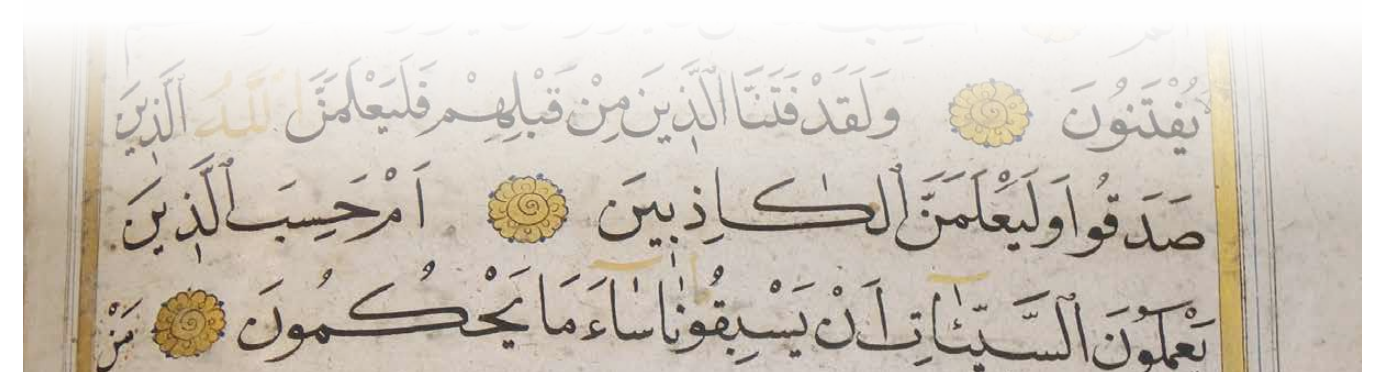 يُفْتَنُونَ وَلَقَدْ فَتَنَّا الَّذِينَ مِنْ قَبْلِهِمْ فَلَيَعْلَمَنَّ اللّٰهُ الَّذِينَ
صَدَقُوا وَلَيَعْلَمَنَّ الْكَاذِبِينَ اَمْ حَسِبَ الَّذِينَ
يَعْمَلُونَ السَّيِّـَٔاتِ اَنْ يَسْبِقُونَا سَاءَ مَا يَحْكُمُونَ مَنْ